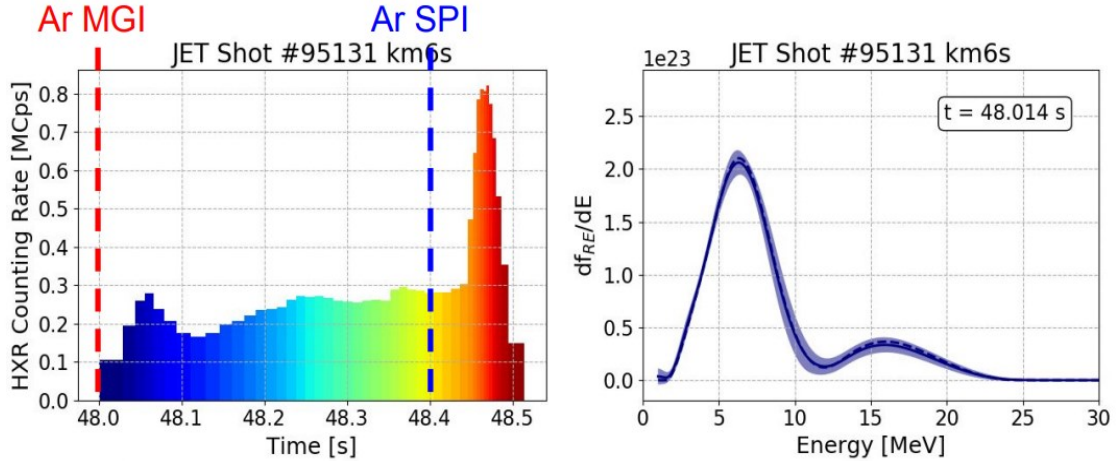 Ar MGI
Ar SPI
JET Shot #95131 km6s
HXR Counting Rate [MCps]
0.8
0.7
0.6
0.5
0.4
0.3
0.2
0.1
0.0
48.0 48.1 48.2 48.3 48.4 48.5
Time [s]
1e23
JET Shot #95131 km6s
t = 48.014 s
df_RE/dE
2.5
2.0
1.5
1.0
0.5
0.0
0 5 10 15 20 25 30
Energy [MeV]